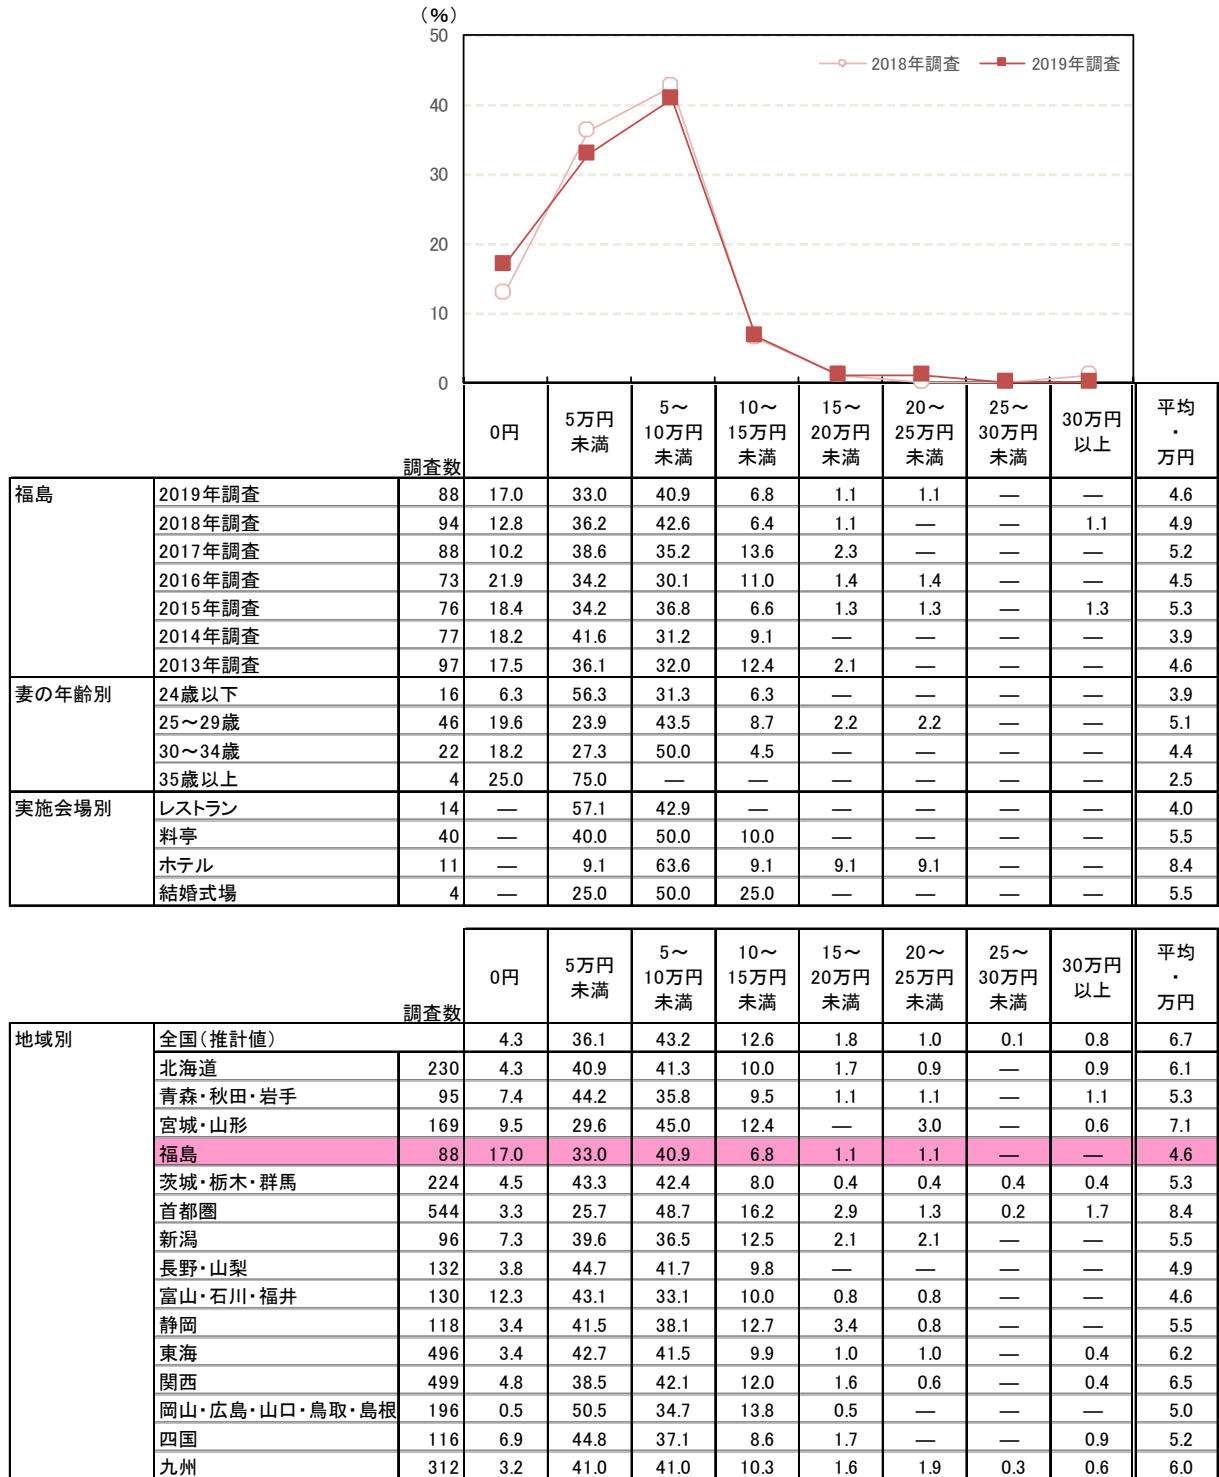 (%)
50
2018年調査 2019年調査
40
30
20
10
0
調査数 0円 5万円未満 5～10万円未満 10～15万円未満 15～20万円未満 20～25万円未満 25～30万円未満 30万円以上 平均・万円
福島 2019年調査 88 17.0 33.0 40.9 6.8 1.1 1.1 ― ― 4.6
2018年調査 94 12.8 36.2 42.6 6.4 1.1 ― ― 1.1 4.9
2017年調査 88 10.2 38.6 35.2 13.6 2.3 ― ― ― 5.2
2016年調査 73 21.9 34.2 30.1 11.0 1.4 1.4 ― ― 4.5
2015年調査 76 18.4 34.2 36.8 6.6 1.3 1.3 ― 1.3 5.3
2014年調査 77 18.2 41.6 31.2 9.1 ― ― ― ― 3.9
2013年調査 97 17.5 36.1 32.0 12.4 2.1 ― ― ― 4.6
妻の年齢別 24歳以下 16 6.3 56.3 31.3 6.3 ― ― ― ― 3.9
25～29歳 46 19.6 23.9 43.5 8.7 2.2 2.2 ― ― 5.1
30～34歳 22 18.2 27.3 50.0 4.5 ― ― ― ― 4.4
35歳以上 4 25.0 75.0 ― ― ― ― ― ― 2.5
実施会場別 レストラン 14 ― 57.1 42.9 ― ― ― ― ― 4.0
料亭 40 ― 40.0 50.0 10.0 ― ― ― ― 5.5
ホテル 11 ― 9.1 63.6 9.1 9.1 9.1 ― ― 8.4
結婚式場 4 ― 25.0 50.0 25.0 ― ― ― ― 5.5
調査数 0円 5万円未満 5～10万円未満 10～15万円未満 15～20万円未満 20～25万円未満 25～30万円未満 30万円以上 平均・万円
地域別 全国(推計値) 4.3 36.1 43.2 12.6 1.8 1.0 0.1 0.8 6.7
北海道 230 4.3 40.9 41.3 10.0 1.7 0.9 ― 0.9 6.1
青森・秋田・岩手 95 7.4 44.2 35.8 9.5 1.1 1.1 ― 1.1 5.3
宮城・山形 169 9.5 29.6 45.0 12.4 ― 3.0 ― 0.6 7.1
福島 88 17.0 33.0 40.9 6.8 1.1 1.1 ― ― 4.6
茨城・栃木・群馬 224 4.5 43.3 42.4 8.0 0.4 0.4 0.4 0.4 5.3
首都圏 544 3.3 25.7 48.7 16.2 2.9 1.3 0.2 1.7 8.4
新潟 96 7.3 39.6 36.5 12.5 2.1 2.1 ― ― 5.5
長野・山梨 132 3.8 44.7 41.7 9.8 ― ― ― ― 4.9
富山・石川・福井 130 12.3 43.1 33.1 10.0 0.8 0.8 ― ― 4.6
静岡 118 3.4 41.5 38.1 12.7 3.4 0.8 ― ― 5.5
東海 496 3.4 42.7 41.5 9.9 1.0 1.0 ― 0.4 6.2
関西 499 4.8 38.5 42.1 12.0 1.6 0.6 ― 0.4 6.5
岡山・広島・山口・鳥取・島根 196 0.5 50.5 34.7 13.8 0.5 ― ― ― 5.0
四国 116 6.9 44.8 37.1 8.6 1.7 ― ― 0.9 5.2
九州 312 3.2 41.0 41.0 10.3 1.6 1.9 0.3 0.6 6.0